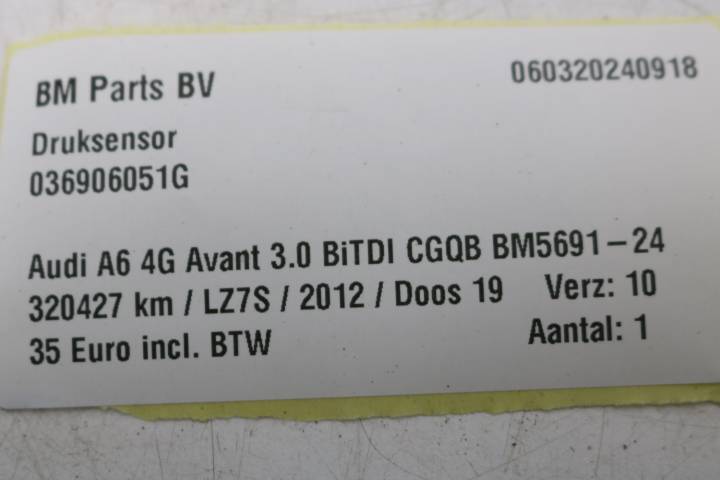 BM Parts BV 060320240918
Druksensor
036906051G
Audi A6 4G Avant 3.0 BiTDI CGQB BM5691-24
320427 km / LZ7S / 2012 / Doos 19 Verz: 10
35 Euro incl. BTW Aantal: 1